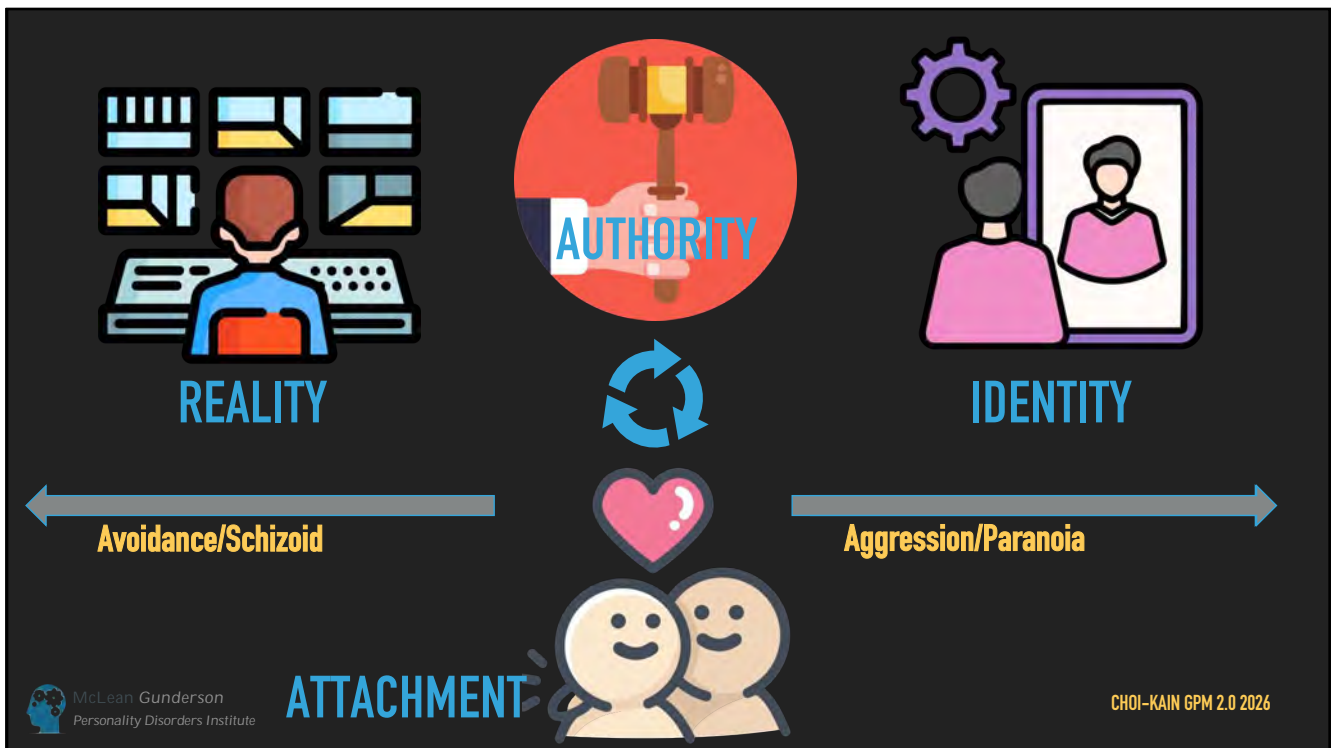 AUTHORITY
REALITY
IDENTITY
Avoidance/Schizoid
Aggression/Paranoia
ATTACHMENT
McLean Gunderson
Personality Disorders Institute
CHOI-KAIN GPM 2.0 2026